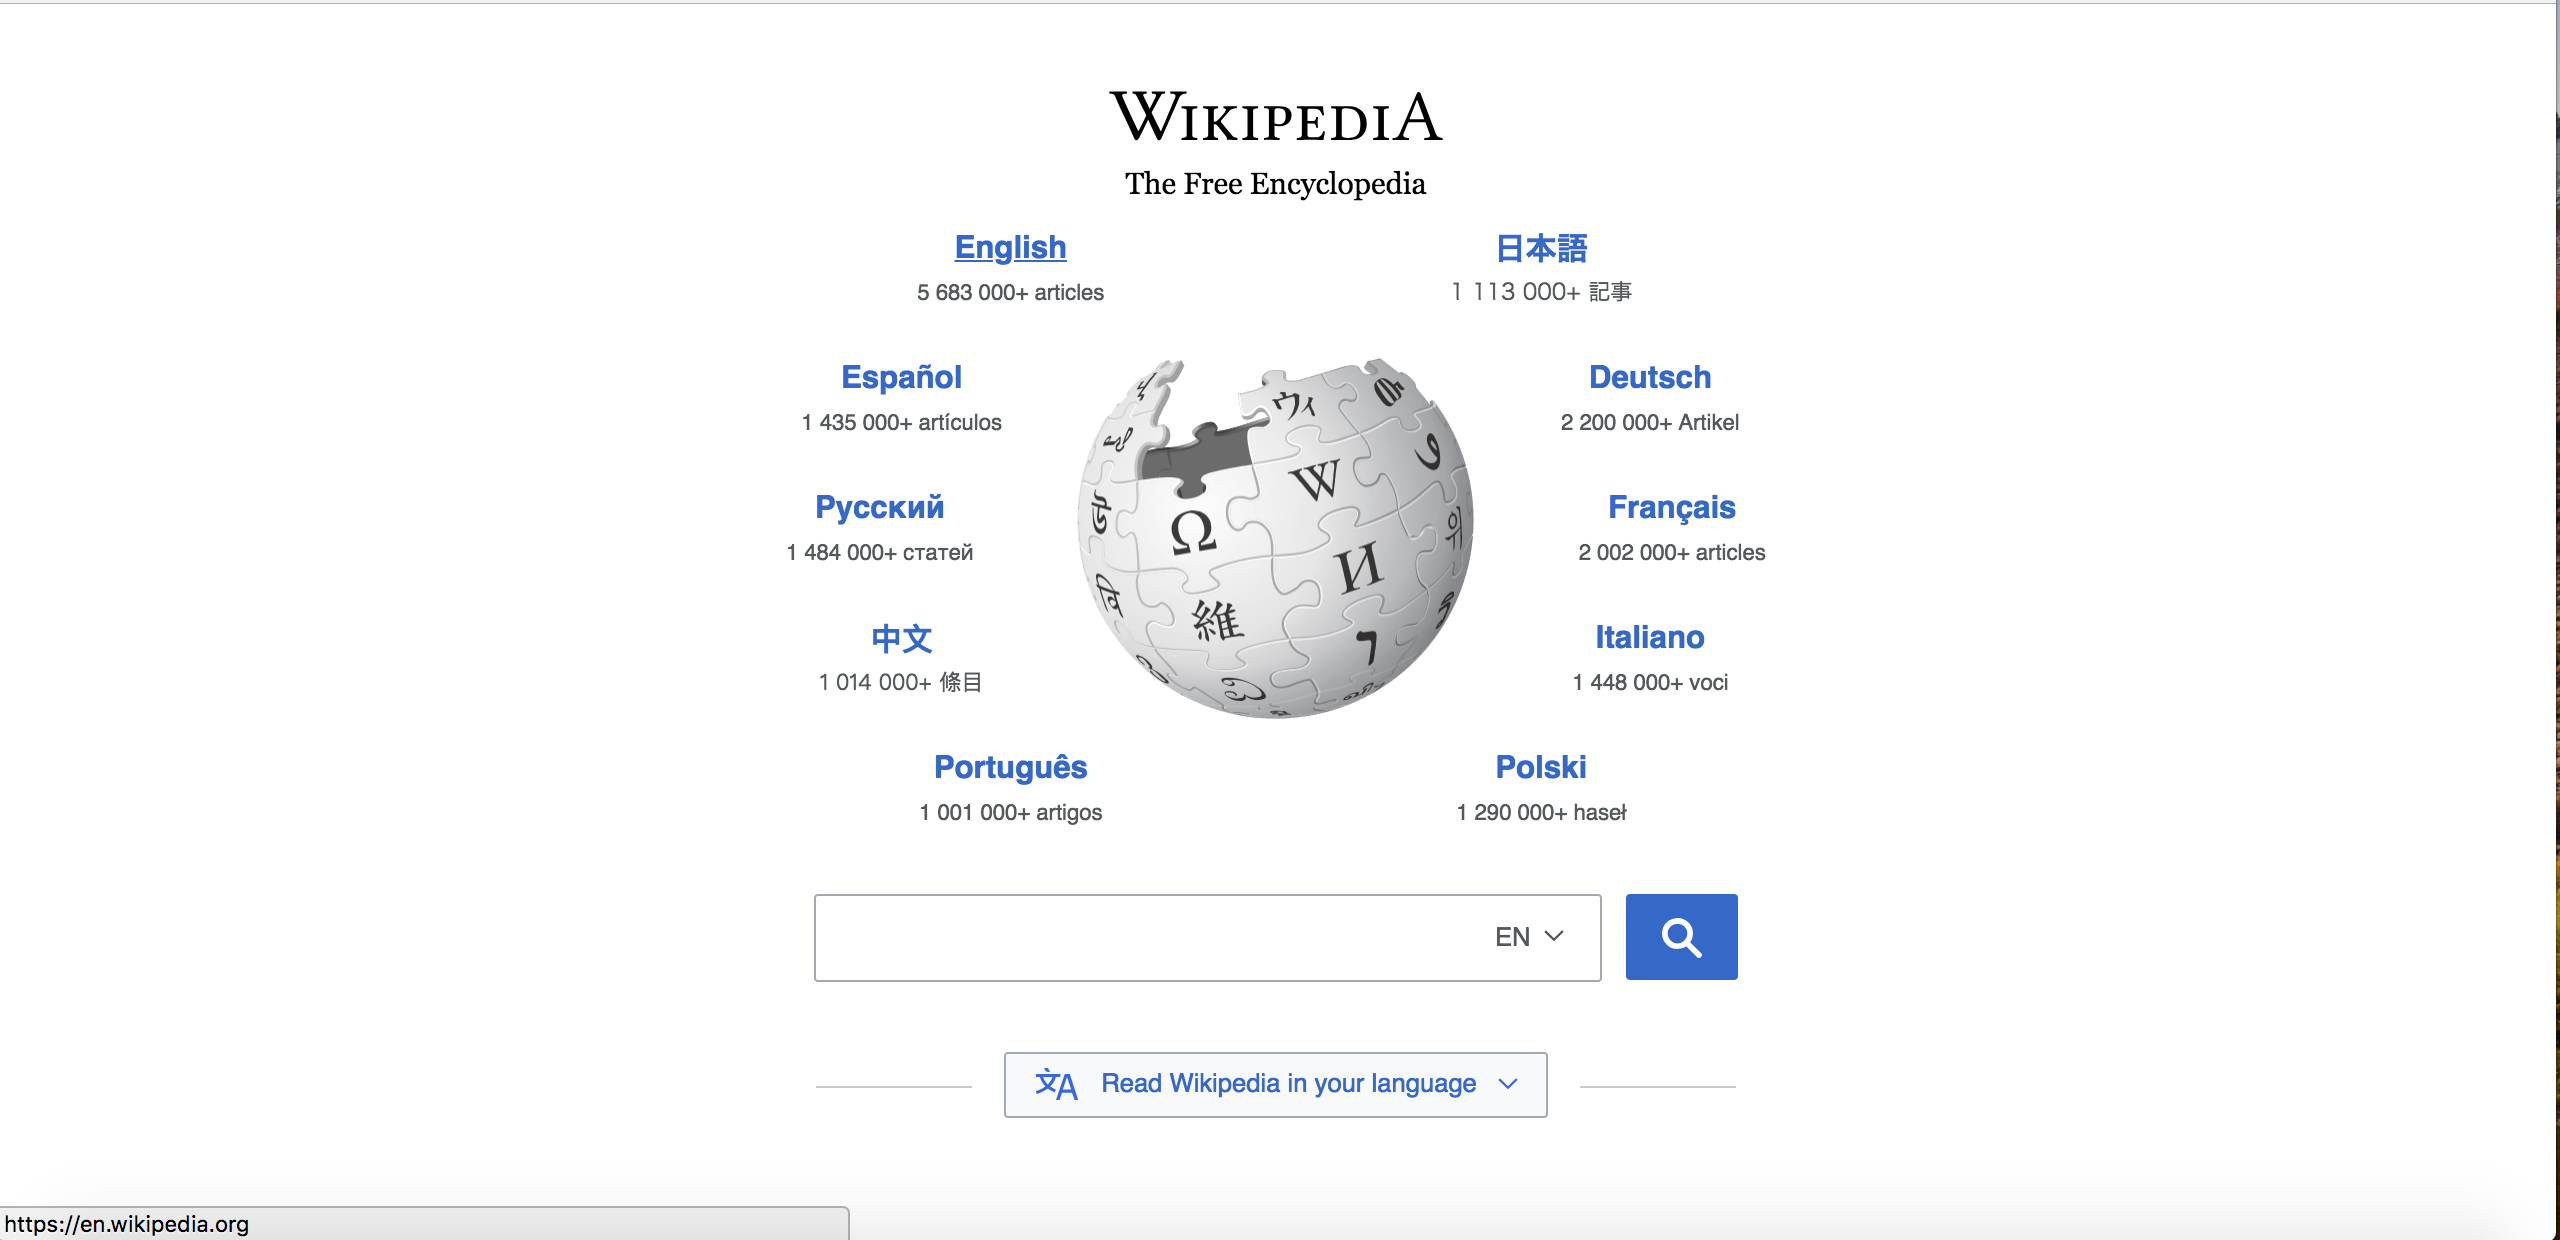 WIKIPEDIA
The Free Encyclopedia
English
5 683 000+ articles
日本語
1 113 000+ 記事
Español
1 435 000+ artículos
Deutsch
2 200 000+ Artikel
Русский
1 484 000+ статей
Français
2 002 000+ articles
中文
1 014 000+ 條目
Italiano
1 448 000+ voci
Português
1 001 000+ artigos
Polski
1 290 000+ haseł
ウィ
W
Ω
И
維
EN
Read Wikipedia in your language
https://en.wikipedia.org